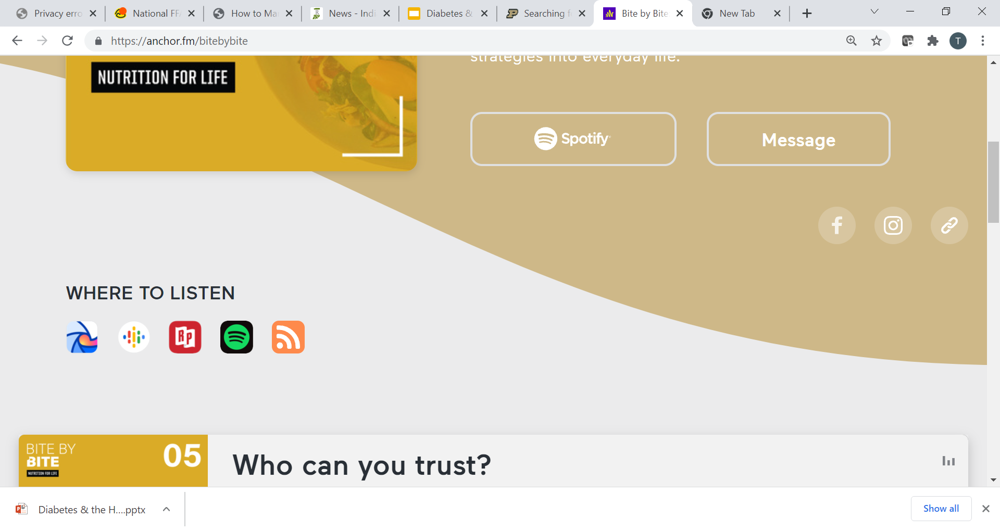 Privacy erro
National FFA
How to Ma
News - Indi
Diabetes &
Searching f
Bite by Bite
New Tab
https://anchor.fm/bitebybite
T
strategies into everyday life.
NUTRITION FOR LIFE
Spotify
Message
WHERE TO LISTEN
RP
BITE BY
BITE
NUTRITION FOR LIFE
05
Who can you trust?
Diabetes & the H....pptx
Show all